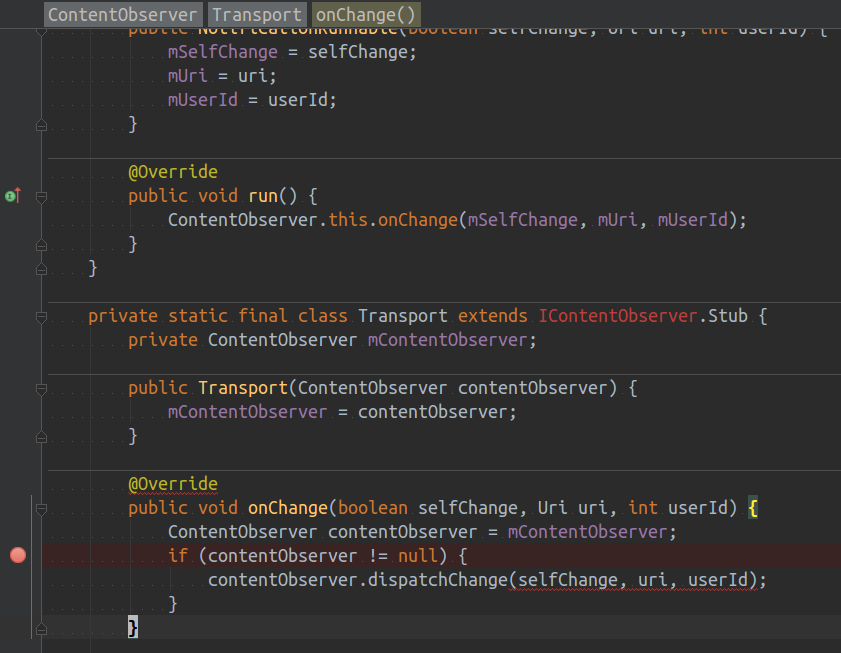 ContentObserver Transport onChange()
public NotificationRunnable(boolean selfChange, Uri uri, int userId) {
mSelfChange = selfChange;
mUri = uri;
mUserId = userId;
}
@Override
public void run() {
ContentObserver.this.onChange(mSelfChange, mUri, mUserId);
}
}
private static final class Transport extends IContentObserver.Stub {
private ContentObserver mContentObserver;
public Transport(ContentObserver contentObserver) {
mContentObserver = contentObserver;
}
@Override
public void onChange(boolean selfChange, Uri uri, int userId) {
ContentObserver contentObserver = mContentObserver;
if (contentObserver != null) {
contentObserver.dispatchChange(selfChange, uri, userId);
}
}